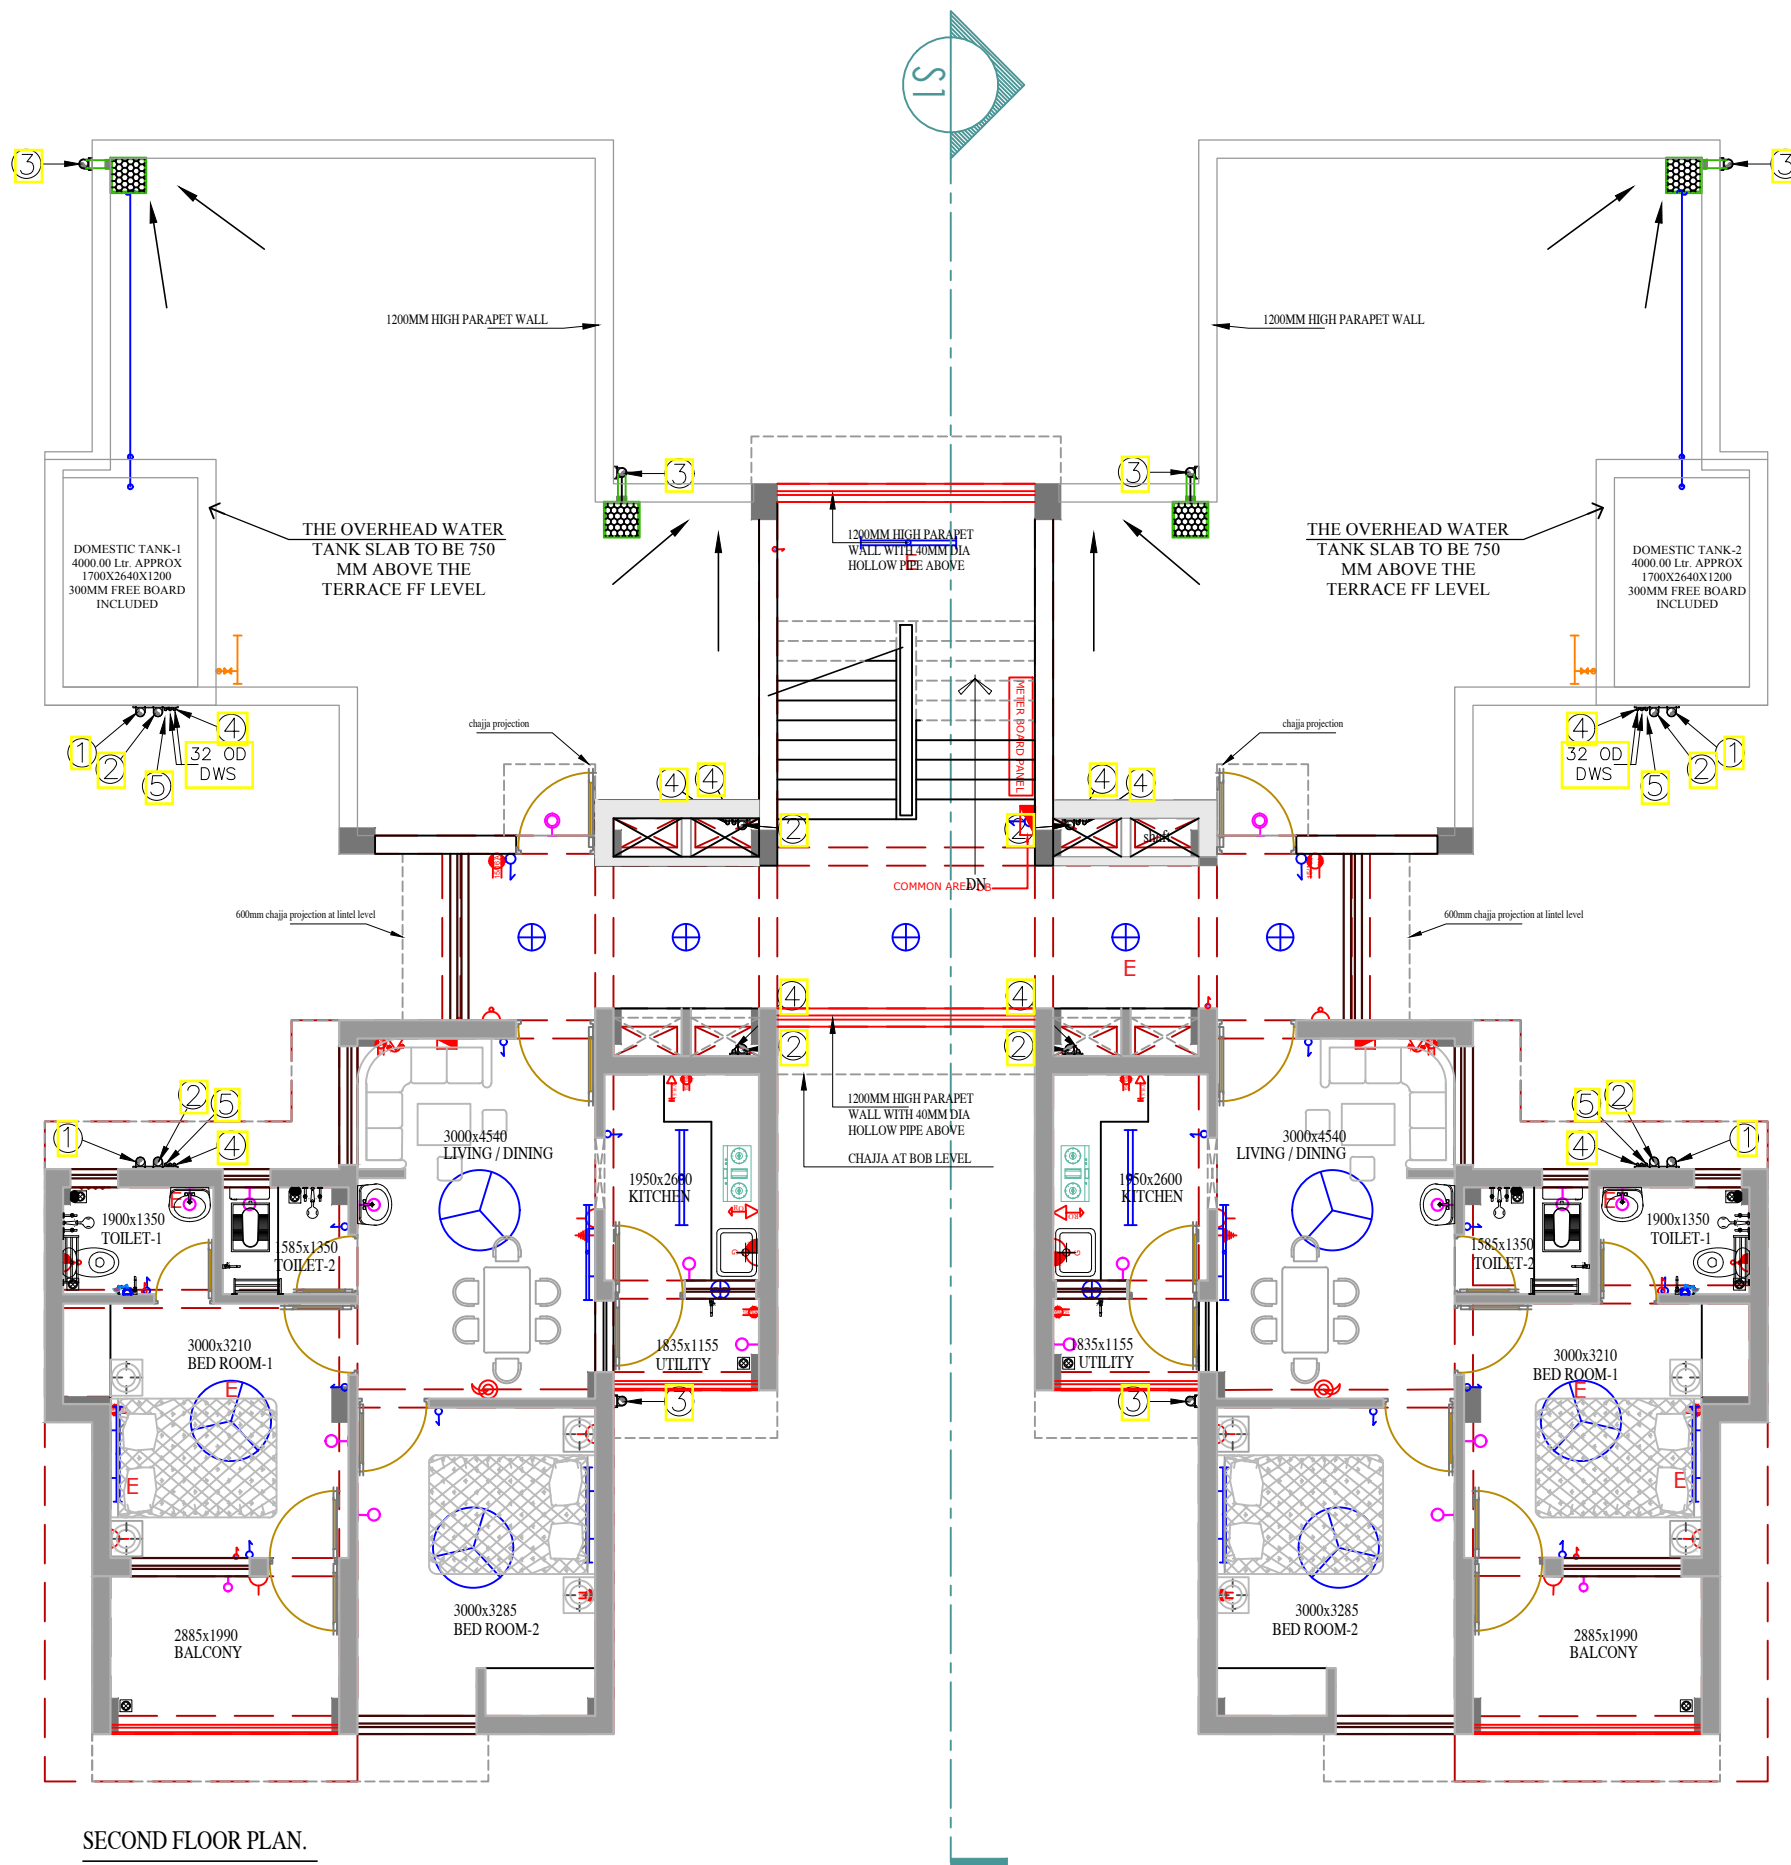 S1
3
3
1200MM HIGH PARAPET WALL
1200MM HIGH PARAPET WALL
3
3
THE OVERHEAD WATER
TANK SLAB TO BE 750
MM ABOVE THE
TERRACE FF LEVEL
1200MM HIGH PARAPET
WALL WITH 40MM DIA
HOLLOW PIPE ABOVE
E
THE OVERHEAD WATER
TANK SLAB TO BE 750
MM ABOVE THE
TERRACE FF LEVEL
DOMESTIC TANK-1
4000.00 Ltr. APPROX
1700X2640X1200
300MM FREE BOARD
INCLUDED
DOMESTIC TANK-2
4000.00 Ltr. APPROX
1700X2640X1200
300MM FREE BOARD
INCLUDED
METER BOARD PANEL
chajja projection
chajja projection
1
2
5
4
32 OD
DWS
4
4
2
4
4
2
shaft
4
32 OD
DWS
5
2
1
COMMON AREA DB
DN
600mm chajja projection at lintel level
600mm chajja projection at lintel level
E
4
4
2
2
1200MM HIGH PARAPET
WALL WITH 40MM DIA
HOLLOW PIPE ABOVE
CHAJJA AT BOB LEVEL
1
2
5
4
5
2
4
1
3000x4540
LIVING / DINING
3000x4540
LIVING / DINING
1950x2600
KITCHEN
1950x2600
KITCHEN
E
1900x1350
TOILET-1
1585x1350
TOILET-2
1585x1350
TOILET-2
E
1900x1350
TOILET-1
3000x3210
BED ROOM-1
E
E
1835x1155
UTILITY
1835x1155
UTILITY
3000x3210
BED ROOM-1
E
E
3
3
3000x3285
BED ROOM-2
3000x3285
BED ROOM-2
2885x1990
BALCONY
2885x1990
BALCONY
SECOND FLOOR PLAN.